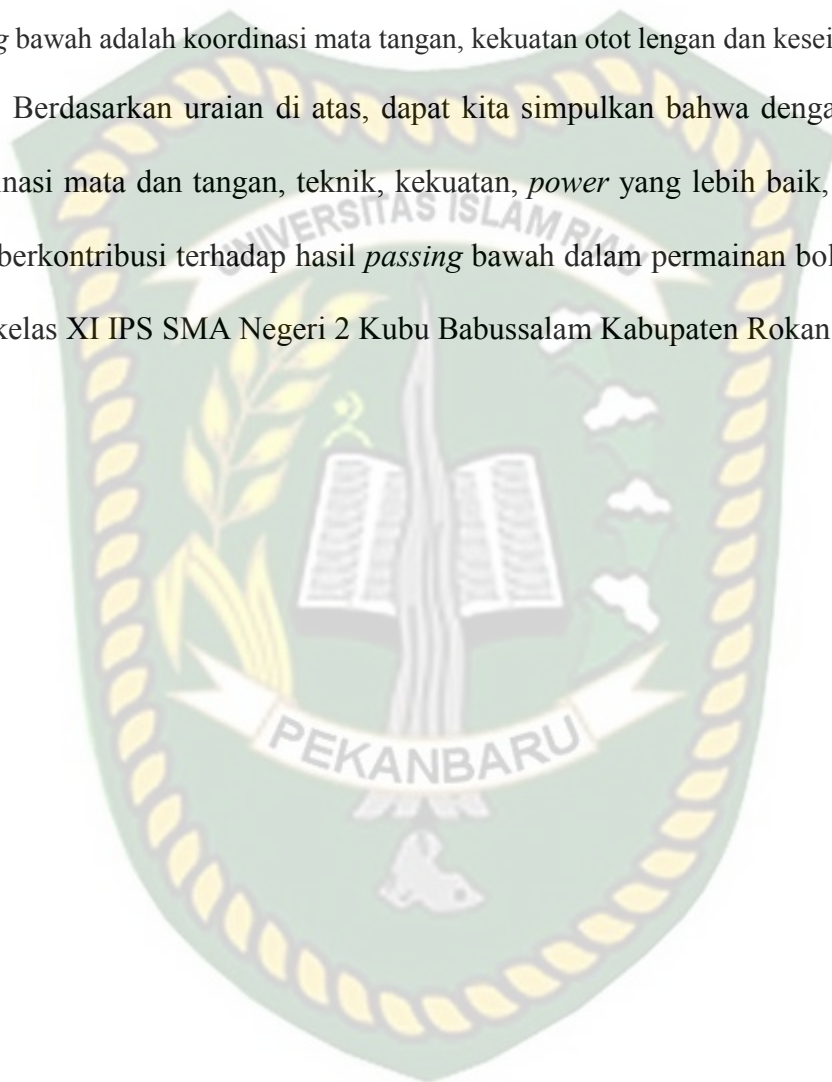 g bawah adalah koordinasi mata tangan, kekuatan otot lengan dan kesei
Berdasarkan uraian di atas, dapat kita simpulkan bahwa denga
nasi mata dan tangan, teknik, kekuatan, power yang lebih baik,
berkontribusi terhadap hasil passing bawah dalam permainan bol
kelas XI IPS SMA Negeri 2 Kubu Babussalam Kabupaten Rokan
UNIVERSITAS ISLAM RIAU
PEKANBARU